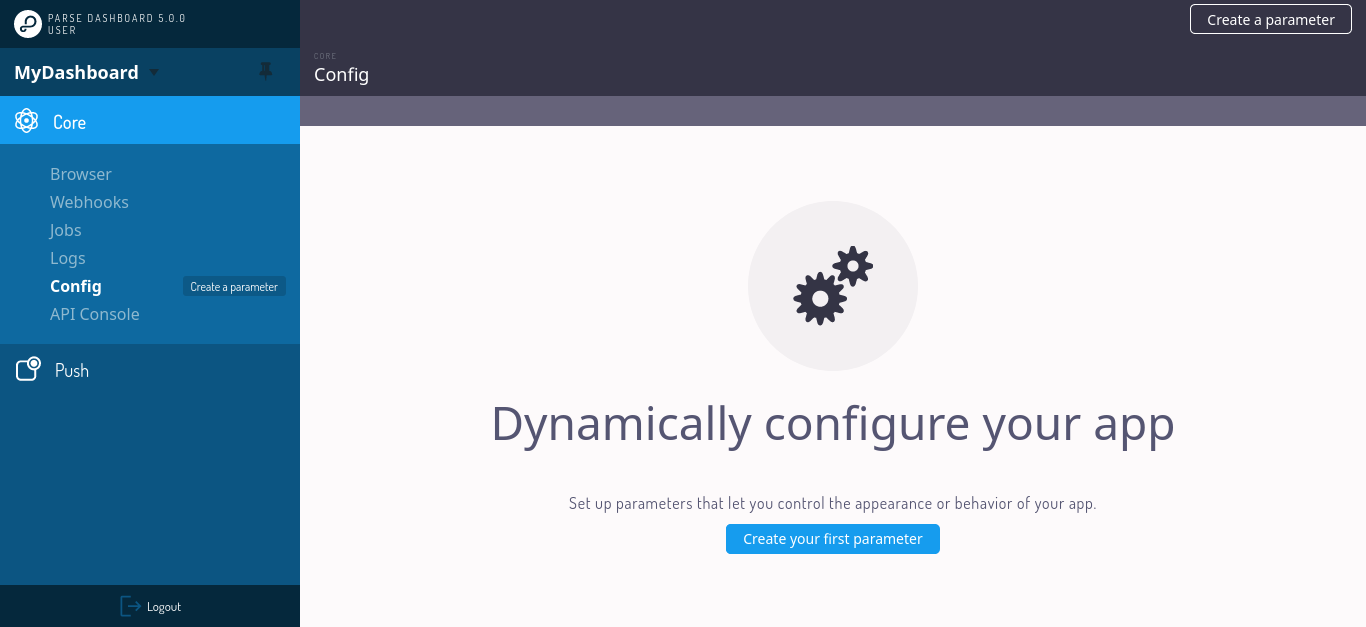 PARSE DASHBOARD 5.0.0
USER
MyDashboard
Core
Browser
Webhooks
Jobs
Logs
Config
Create a parameter
API Console
Push
Logout
Create a parameter
CORE
Config
Dynamically configure your app
Set up parameters that let you control the appearance or behavior of your app.
Create your first parameter